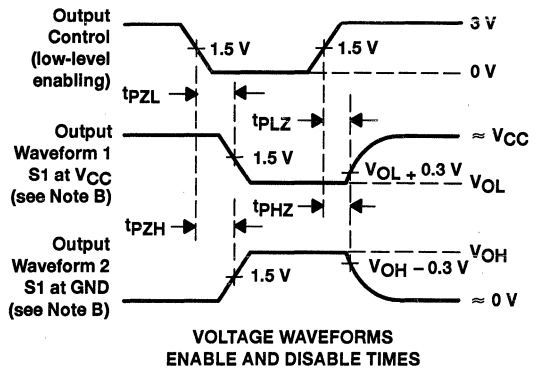 Output
Control
(low-level
enabling)
3 V
1.5 V
1.5 V
0 V
tPZL
tPLZ
Output
Waveform 1
S1 at VCC
(see Note B)
≈ VCC
1.5 V
VOL + 0.3 V
VOL
tPHZ
tPZH
Output
Waveform 2
S1 at GND
(see Note B)
VOH
1.5 V
VOH – 0.3 V
≈ 0 V
VOLTAGE WAVEFORMS
ENABLE AND DISABLE TIMES